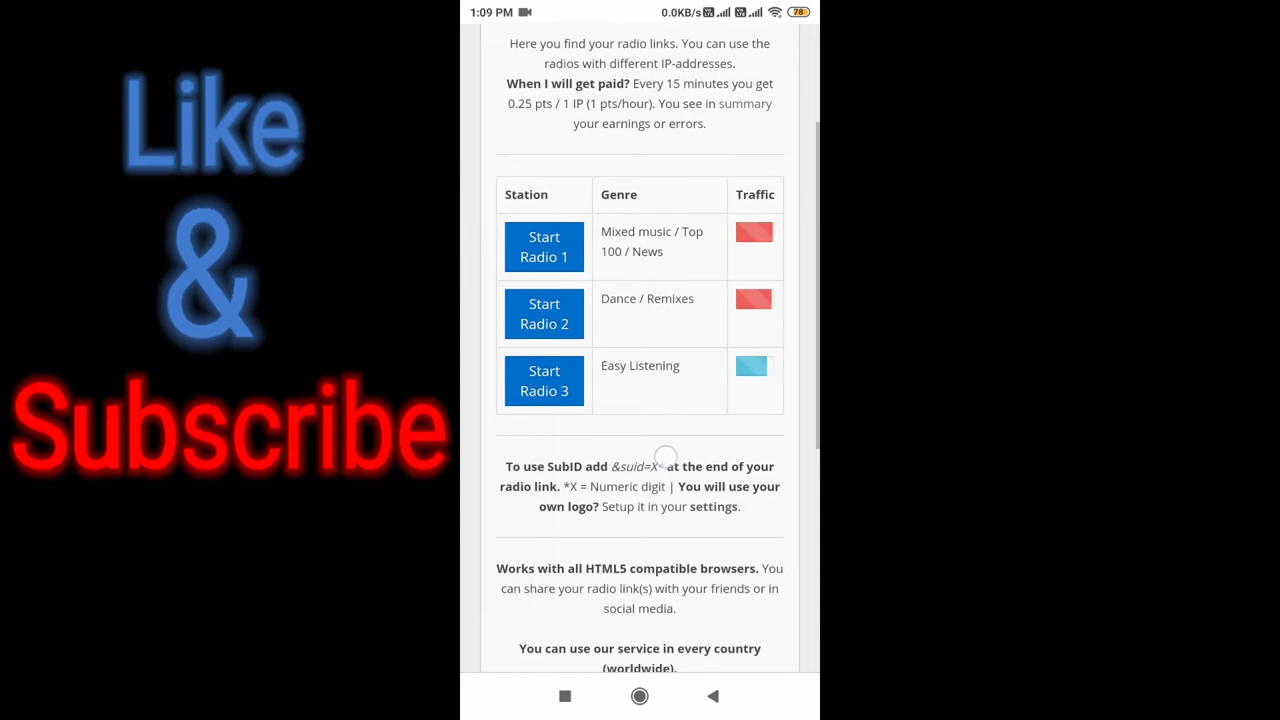 1:09 PM
0.0KB/s
78
Like
&
Subscribe
Here you find your radio links. You can use the
radios with different IP-addresses.
When I will get paid? Every 15 minutes you get
0.25 pts / 1 IP (1 pts/hour). You see in summary
your earnings or errors.
Station Genre Traffic
Start
Radio 1
Mixed music / Top
100 / News
Start
Radio 2
Dance / Remixes
Start
Radio 3
Easy Listening
To use SubID add &suid=X* at the end of your
radio link. *X = Numeric digit | You will use your
own logo? Setup it in your settings.
Works with all HTML5 compatible browsers. You
can share your radio link(s) with your friends or in
social media.
You can use our service in every country
(worldwide).